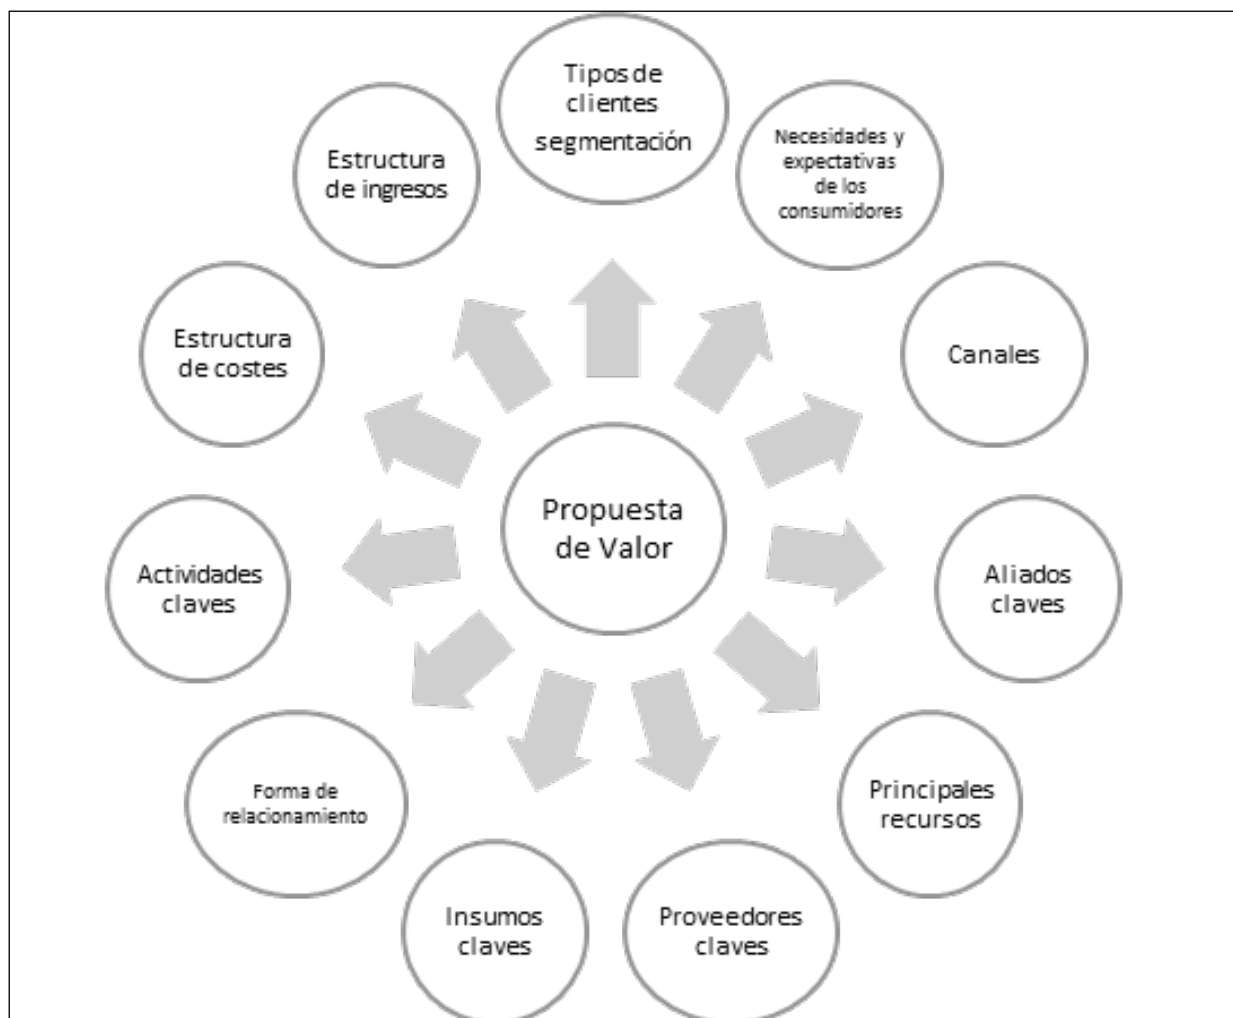 Tipos de
clientes
segmentación
Necesidades y
expectativas
de los
consumidores
Canales
Aliados
claves
Principales
recursos
Proveedores
claves
Insumos
claves
Forma de
relacionamiento
Actividades
claves
Estructura
de costes
Estructura
de ingresos
Propuesta
de Valor